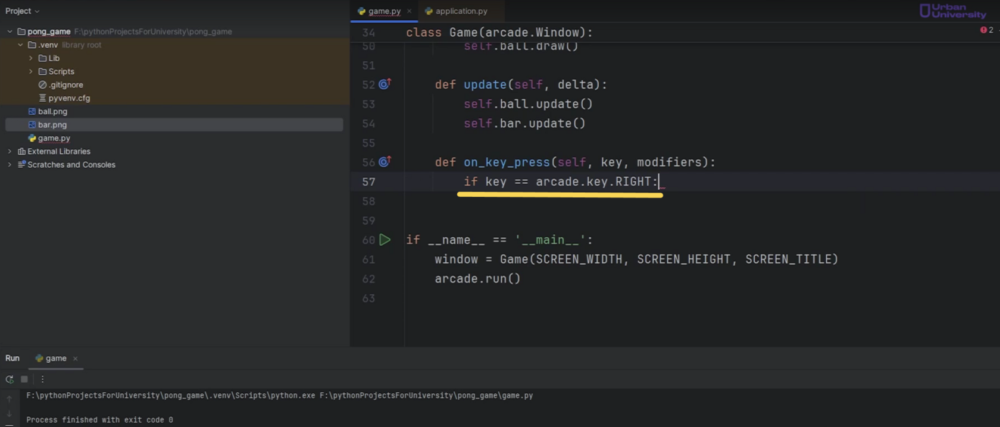 Project
game.py
application.py
Urban
University
pong_game F:\pythonProjectsForUniversity\pong_game
.venv library root
Lib
Scripts
.gitignore
pyvenv.cfg
ball.png
bar.png
game.py
External Libraries
Scratches and Consoles
34 class Game(arcade.Window):
2
50 self.ball.draw()
51
52 def update(self, delta):
53 self.ball.update()
54 self.bar.update()
55
56 def on_key_press(self, key, modifiers):
57 if key == arcade.key.RIGHT:
58
59
60 if __name__ == '__main__':
61 window = Game(SCREEN_WIDTH, SCREEN_HEIGHT, SCREEN_TITLE)
62 arcade.run()
63
Run game
F:\pythonProjectsForUniversity\pong_game\.venv\Scripts\python.exe F:\pythonProjectsForUniversity\pong_game\game.py
Process finished with exit code 0